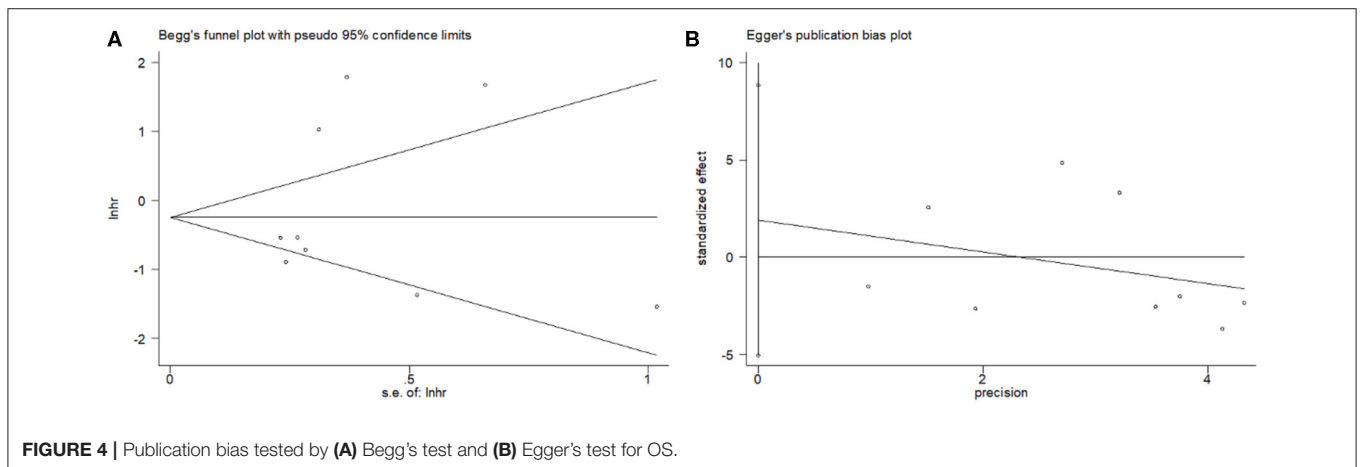 A
Begg's funnel plot with pseudo 95% confidence limits
2
1
0
-1
-2
lnhr
0
.5
1
s.e. of: lnhr
B
Egger's publication bias plot
10
5
0
-5
standardized effect
0
2
4
precision
FIGURE 4 | Publication bias tested by (A) Begg's test and (B) Egger's test for OS.